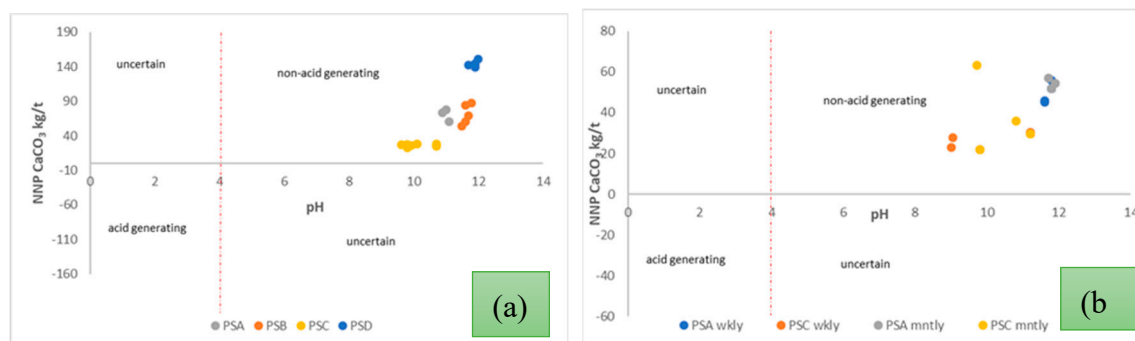 190
140
90
40
-10
-60
-110
-160
NNP CaCO3 kg/t
uncertain
non-acid generating
0 2 4 6 8 10 12 14
pH
acid generating
uncertain
PSA PSB PSC PSD
(a)
80
60
40
20
0
-20
-40
-60
NNP CaCO3 kg/t
uncertain
non-acid generating
0 2 4 6 8 10 12 14
pH
acid generating
uncertain
PSA wkly PSC wkly PSA mntly PSC mntly
(b